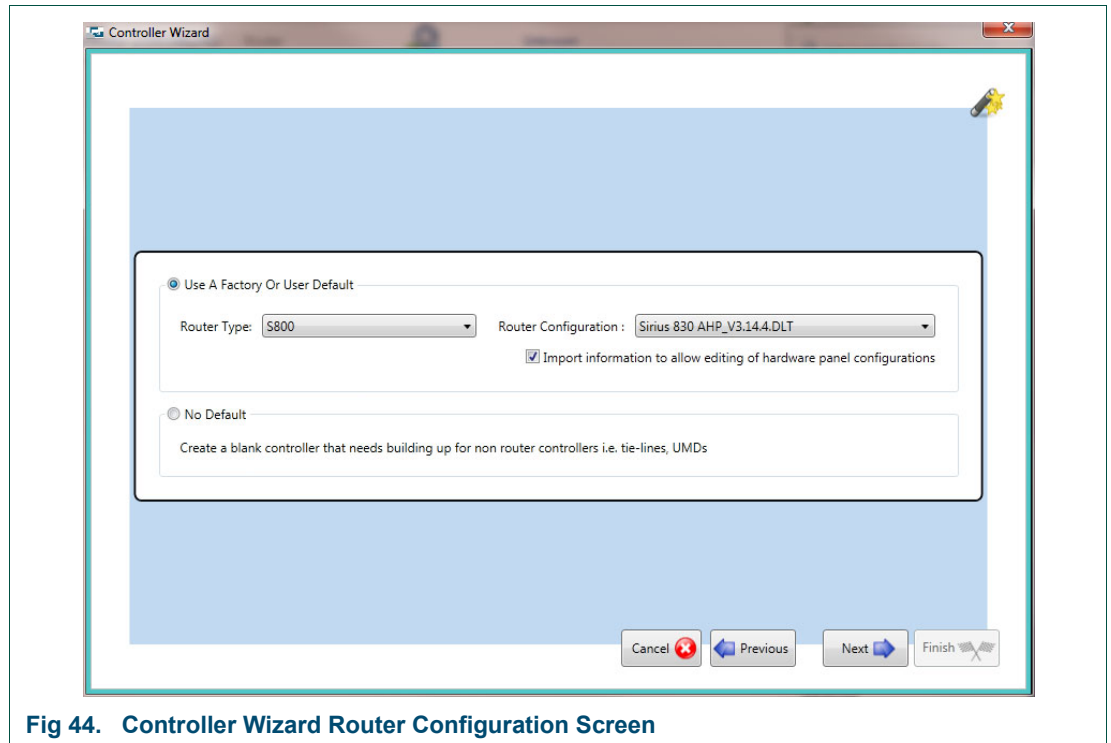 Controller Wizard
Use A Factory Or User Default
Router Type: S800 Router Configuration : Sirius 830 AHP_V3.14.4.DLT
Import information to allow editing of hardware panel configurations
No Default
Create a blank controller that needs building up for non router controllers i.e. tie-lines, UMDs
Cancel Previous Next Finish
Fig 44. Controller Wizard Router Configuration Screen